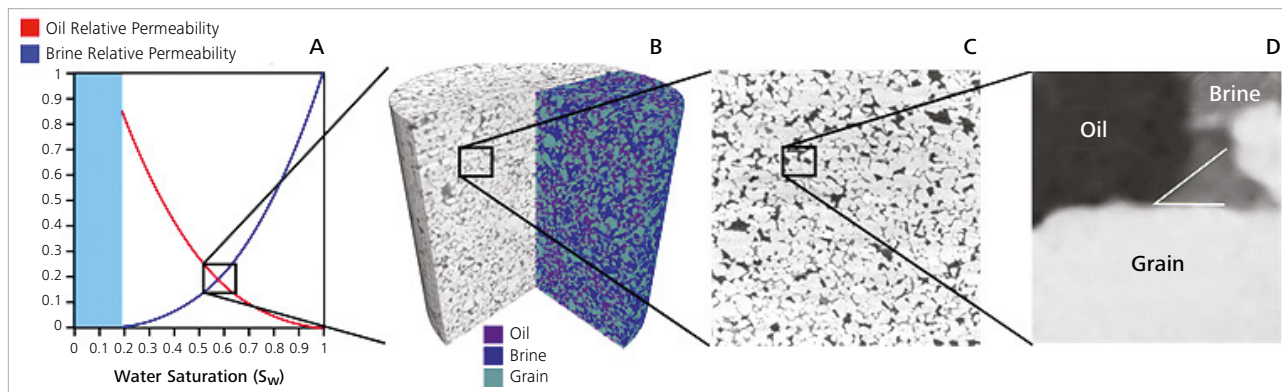 Oil Relative Permeability
Brine Relative Permeability
A
B
C
D
1
0.9
0.8
0.7
0.6
0.5
0.4
0.3
0.2
0.1
0
0 0.1 0.2 0.3 0.4 0.5 0.6 0.7 0.8 0.9 1
Water Saturation (Sw)
Oil
Brine
Grain
Oil
Brine
Grain